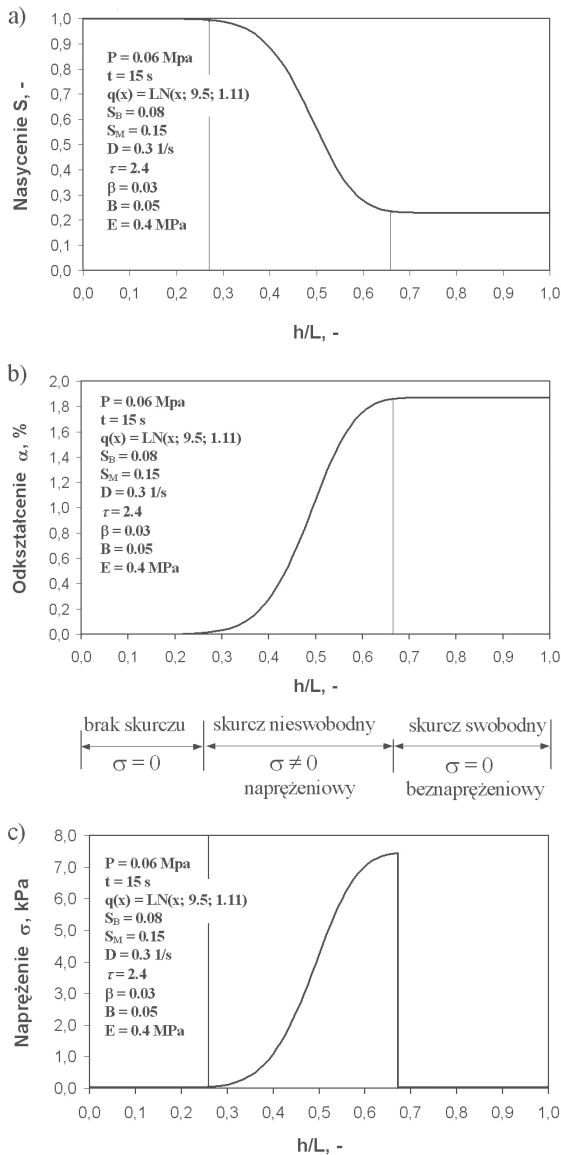 a)
Nasycenie S, -
1,0
0,9
0,8
0,7
0,6
0,5
0,4
0,3
0,2
0,1
0,0
P = 0.06 Mpa
t = 15 s
q(x) = LN(x; 9.5; 1.11)
S_B = 0.08
S_M = 0.15
D = 0.3 1/s
τ = 2.4
β = 0.03
B = 0.05
E = 0.4 MPa
0,0 0,1 0,2 0,3 0,4 0,5 0,6 0,7 0,8 0,9 1,0
h/L, -
b)
Odkształcenie α, %
2,0
1,8
1,6
1,4
1,2
1,0
0,8
0,6
0,4
0,2
0,0
P = 0.06 Mpa
t = 15 s
q(x) = LN(x; 9.5; 1.11)
S_B = 0.08
S_M = 0.15
D = 0.3 1/s
τ = 2.4
β = 0.03
B = 0.05
E = 0.4 MPa
0,0 0,1 0,2 0,3 0,4 0,5 0,6 0,7 0,8 0,9 1,0
h/L, -
brak skurczu skurcz nieswobodny skurcz swobodny
σ = 0 σ ≠ 0 σ = 0
naprężeniowy beznaprężeniowy
c)
Naprężenie σ, kPa
8,0
7,0
6,0
5,0
4,0
3,0
2,0
1,0
0,0
P = 0.06 Mpa
t = 15 s
q(x) = LN(x; 9.5; 1.11)
S_B = 0.08
S_M = 0.15
D = 0.3 1/s
τ = 2.4
β = 0.03
B = 0.05
E = 0.4 MPa
0,0 0,1 0,2 0,3 0,4 0,5 0,6 0,7 0,8 0,9 1,0
h/L, -